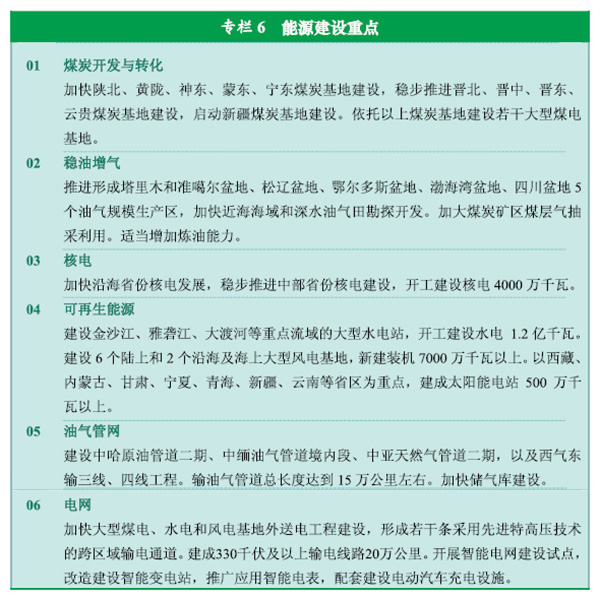 专栏 6 能源建设重点
01 煤炭开发与转化
加快陕北、黄陇、神东、蒙东、宁东煤炭基地建设，稳步推进晋北、晋中、晋东、
云贵煤炭基地建设，启动新疆煤炭基地建设。依托以上煤炭基地建设若干大型煤电
基地。
02 稳油增气
推进形成塔里木和准噶尔盆地、松辽盆地、鄂尔多斯盆地、渤海湾盆地、四川盆地 5
个油气规模生产区，加快近海海域和深水油气田勘探开发。加大煤炭矿区煤层气抽
采利用。适当增加炼油能力。
03 核电
加快沿海省份核电发展，稳步推进中部省份核电建设，开工建设核电 4000 万千瓦。
04 可再生能源
建设金沙江、雅砻江、大渡河等重点流域的大型水电站，开工建设水电 1.2 亿千瓦。
建设 6 个陆上和 2 个沿海及海上大型风电基地，新建装机 7000 万千瓦以上。以西藏、
内蒙古、甘肃、宁夏、青海、新疆、云南等省区为重点，建成太阳能电站 500 万千
瓦以上。
05 油气管网
建设中哈原油管道二期、中缅油气管道境内段、中亚天然气管道二期，以及西气东
输三线、四线工程。输油气管道总长度达到 15 万公里左右。加快储气库建设。
06 电网
加快大型煤电、水电和风电基地外送电工程建设，形成若干条采用先进特高压技术
的跨区域输电通道。建成330千伏及以上输电线路20万公里。开展智能电网建设试点，
改造建设智能变电站，推广应用智能电表，配套建设电动汽车充电设施。